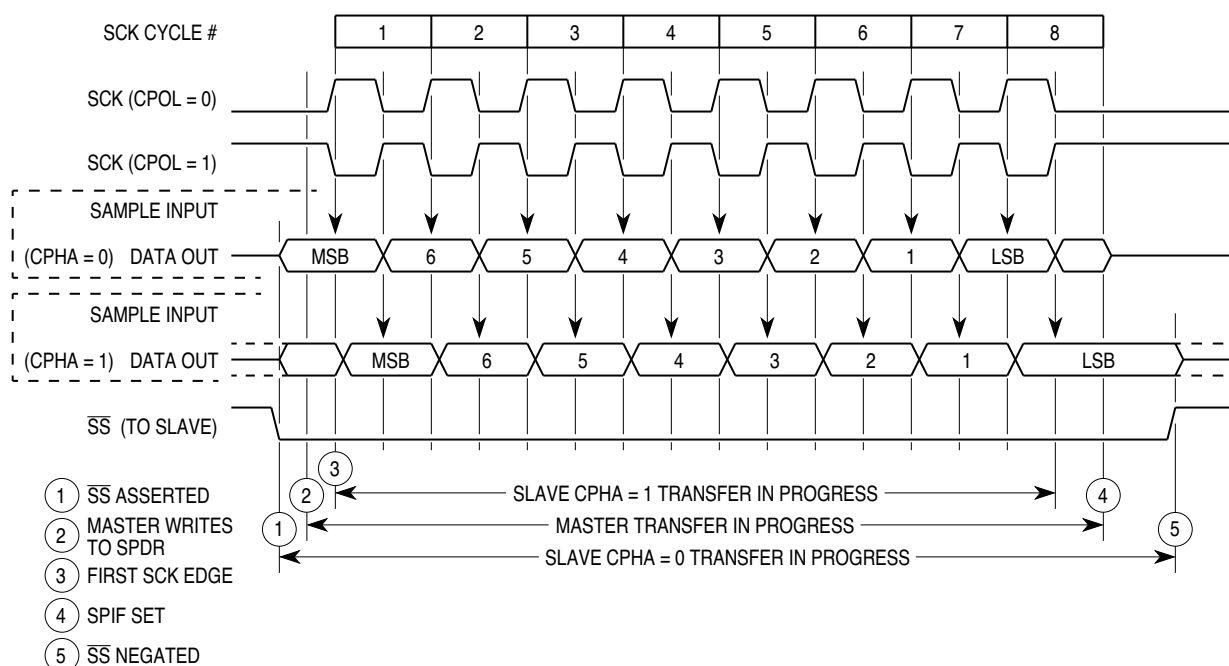 SCK CYCLE # 1 2 3 4 5 6 7 8
SCK (CPOL = 0)
SCK (CPOL = 1)
SAMPLE INPUT
(CPHA = 0) DATA OUT MSB 6 5 4 3 2 1 LSB
SAMPLE INPUT
(CPHA = 1) DATA OUT MSB 6 5 4 3 2 1 LSB
SS (TO SLAVE)
3 SLAVE CPHA = 1 TRANSFER IN PROGRESS
2 MASTER TRANSFER IN PROGRESS 4
1 SLAVE CPHA = 0 TRANSFER IN PROGRESS 5
1 SS ASSERTED
2 MASTER WRITES
TO SPDR
3 FIRST SCK EDGE
4 SPIF SET
5 SS NEGATED